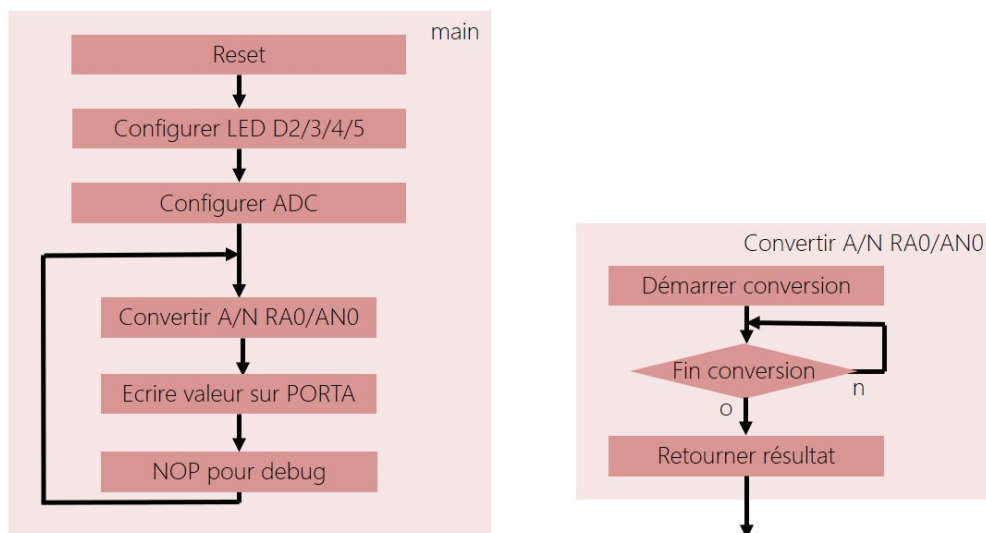 main
Reset
Configurer LED D2/3/4/5
Configurer ADC
Convertir A/N RA0/AN0
Ecrire valeur sur PORTA
NOP pour debug
Convertir A/N RA0/AN0
Démarrer conversion
Fin conversion
n
o
Retourner résultat